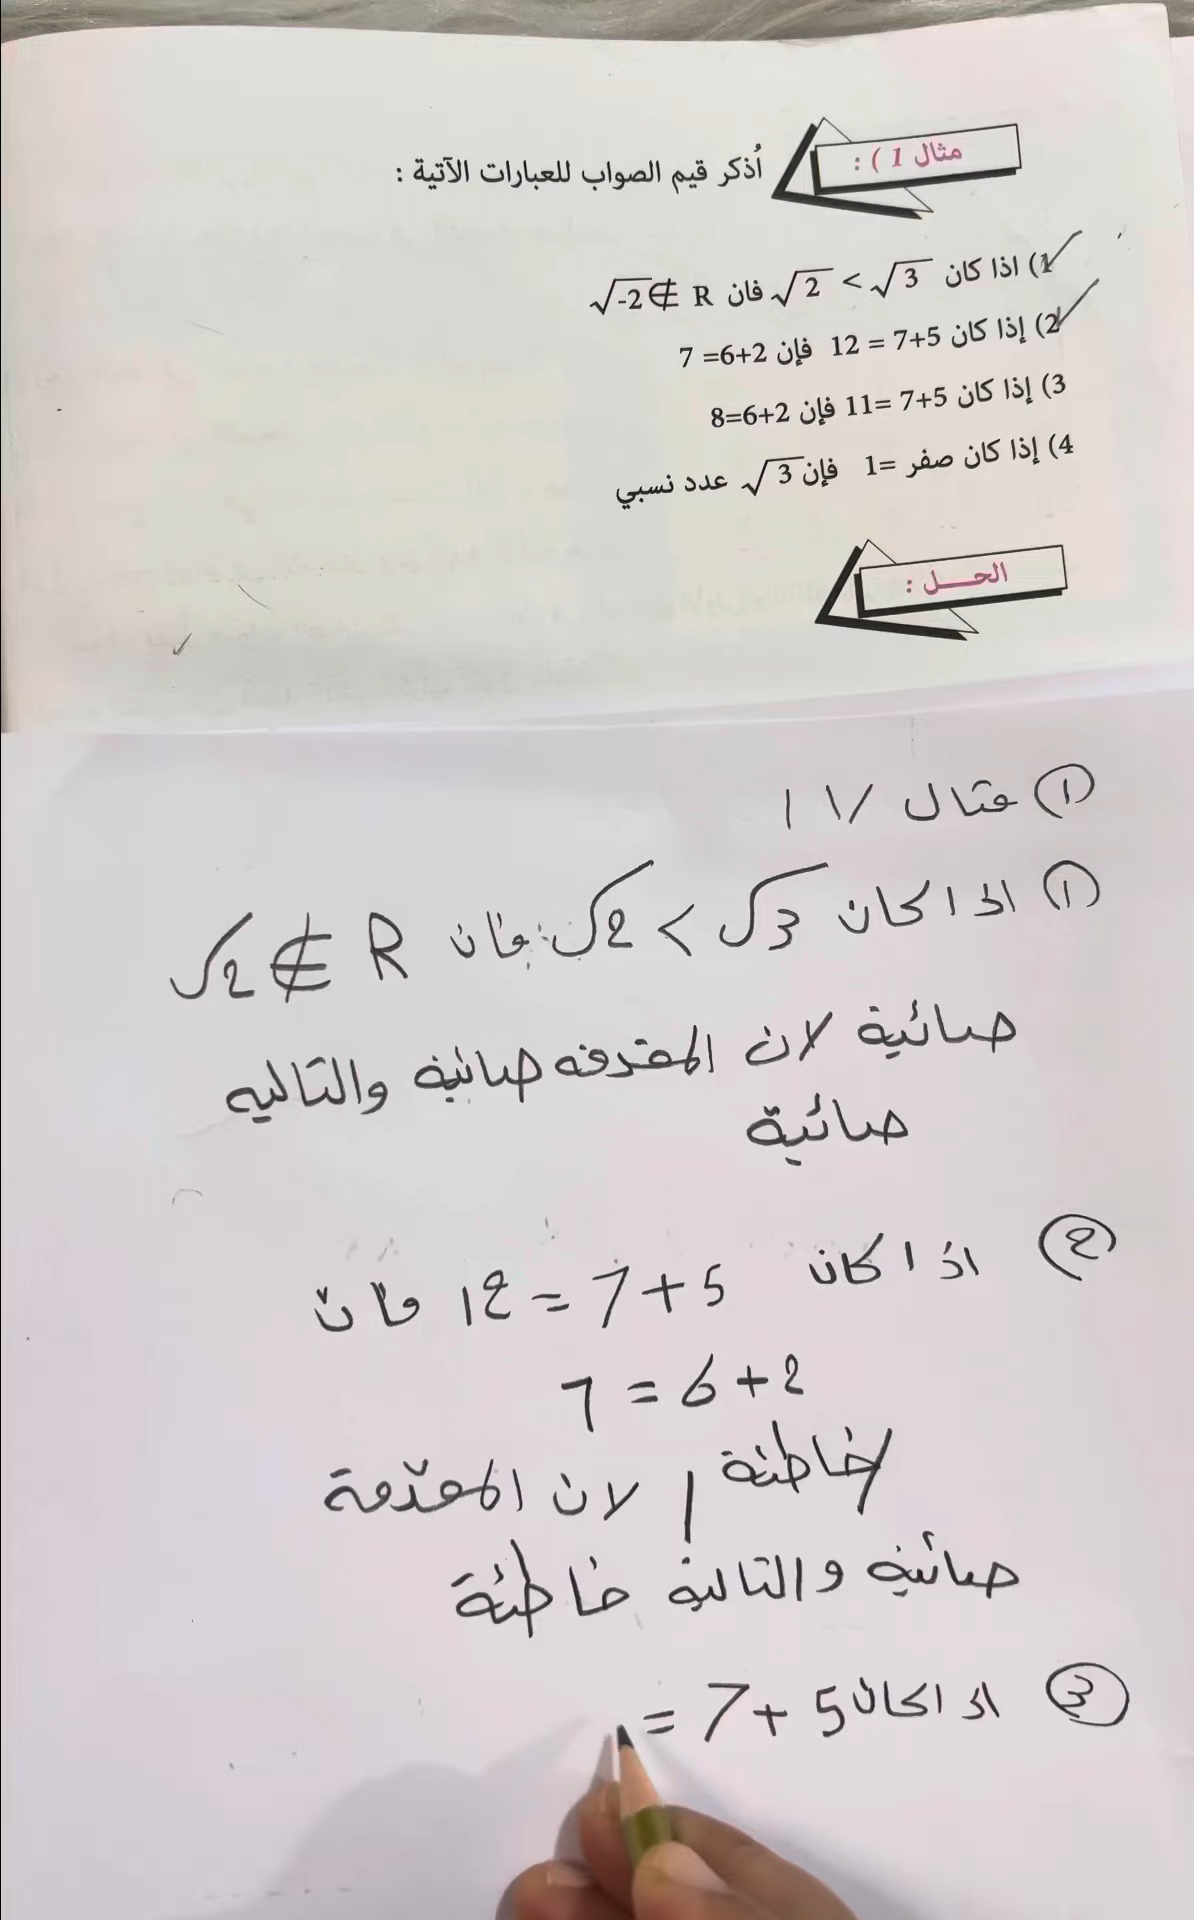 مثال 1 ) :
أذكر قيم الصواب للعبارات الآتية :
1) اذا كان √3 > √2 فان √-2 ∉ R
2) إذا كان 5+7 = 12 فإن 2+6= 7
3) إذا كان 5+7 =11 فإن 2+6=8
4) إذا كان صفر =1 فإن √3 عدد نسبي
الحـــل :
① مثال ١ /١
① اذا كان √3 > √2 فان √2 ∉ R
صائبة لان المقدمه صائبة والتاليه
صائبة
② اذا كان 5+7 = 12 فان
7 = 6+2
خاطئة / لان المقدمة
صائبة والتالية خاطئة
③ اذا كان 5+7 =